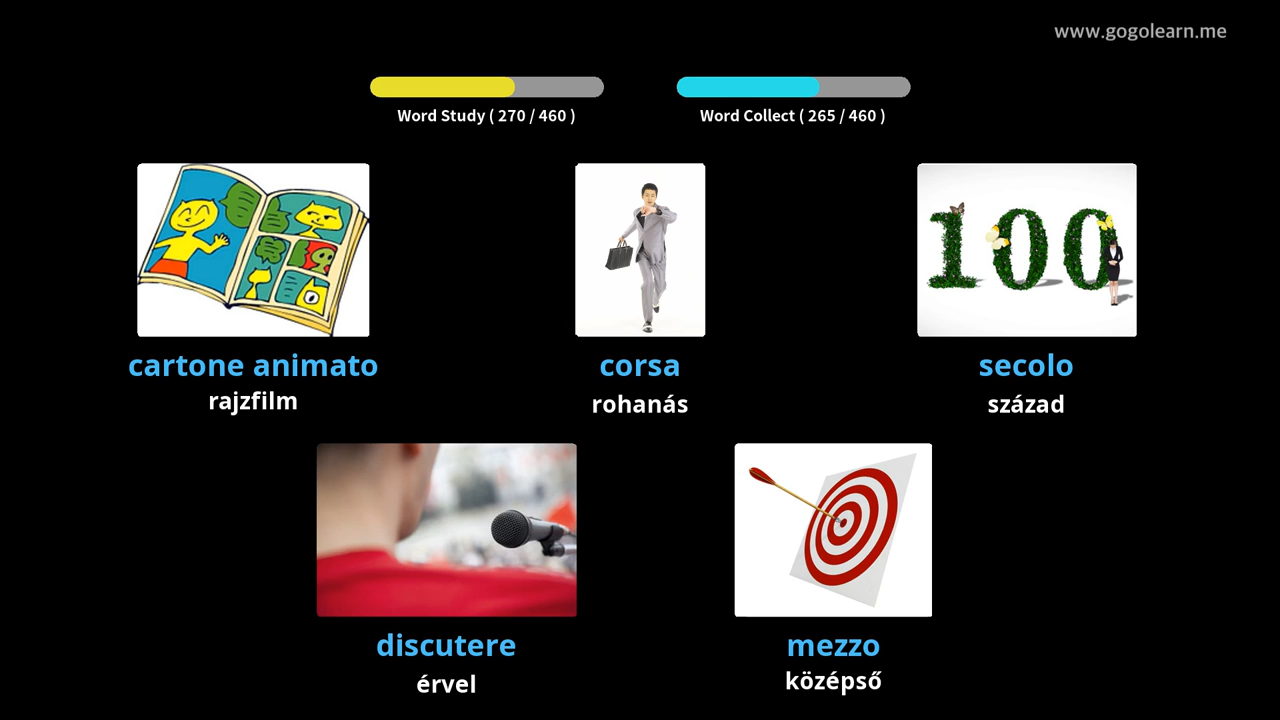 www.gogolearn.me
Word Study ( 270 / 460 )
Word Collect ( 265 / 460 )
cartone animato
rajzfilm
corsa
rohanás
100
secolo
század
discutere
érvel
mezzo
középső